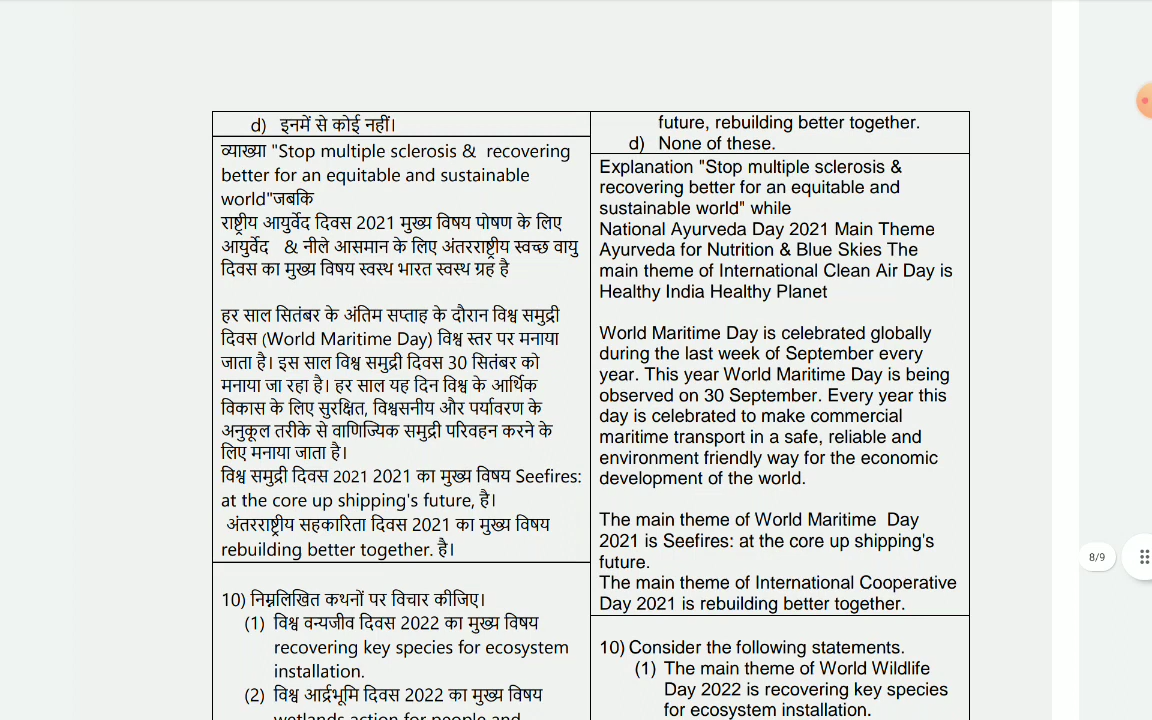 d) इनमें से कोई नहीं।
व्याख्या "Stop multiple sclerosis & recovering
better for an equitable and sustainable
world"जबकि
राष्ट्रीय आयुर्वेद दिवस 2021 मुख्य विषय पोषण के लिए
आयुर्वेद & नीले आसमान के लिए अंतरराष्ट्रीय स्वच्छ वायु
दिवस का मुख्य विषय स्वस्थ भारत स्वस्थ ग्रह है
हर साल सितंबर के अंतिम सप्ताह के दौरान विश्व समुद्री
दिवस (World Maritime Day) विश्व स्तर पर मनाया
जाता है। इस साल विश्व समुद्री दिवस 30 सितंबर को
मनाया जा रहा है। हर साल यह दिन विश्व के आर्थिक
विकास के लिए सुरक्षित, विश्वसनीय और पर्यावरण के
अनुकूल तरीके से वाणिज्यिक समुद्री परिवहन करने के
लिए मनाया जाता है।
विश्व समुद्री दिवस 2021 2021 का मुख्य विषय Seefires:
at the core up shipping's future, है।
अंतरराष्ट्रीय सहकारिता दिवस 2021 का मुख्य विषय
rebuilding better together. है।
10) निम्नलिखित कथनों पर विचार कीजिए।
(1) विश्व वन्यजीव दिवस 2022 का मुख्य विषय
recovering key species for ecosystem
installation.
(2) विश्व आर्द्रभूमि दिवस 2022 का मुख्य विषय
wetlands action for people and
future, rebuilding better together.
d) None of these.
Explanation "Stop multiple sclerosis &
recovering better for an equitable and
sustainable world" while
National Ayurveda Day 2021 Main Theme
Ayurveda for Nutrition & Blue Skies The
main theme of International Clean Air Day is
Healthy India Healthy Planet
World Maritime Day is celebrated globally
during the last week of September every
year. This year World Maritime Day is being
observed on 30 September. Every year this
day is celebrated to make commercial
maritime transport in a safe, reliable and
environment friendly way for the economic
development of the world.
The main theme of World Maritime Day
2021 is Seefires: at the core up shipping's
future.
The main theme of International Cooperative
Day 2021 is rebuilding better together.
10) Consider the following statements.
(1) The main theme of World Wildlife
Day 2022 is recovering key species
for ecosystem installation.
8/9